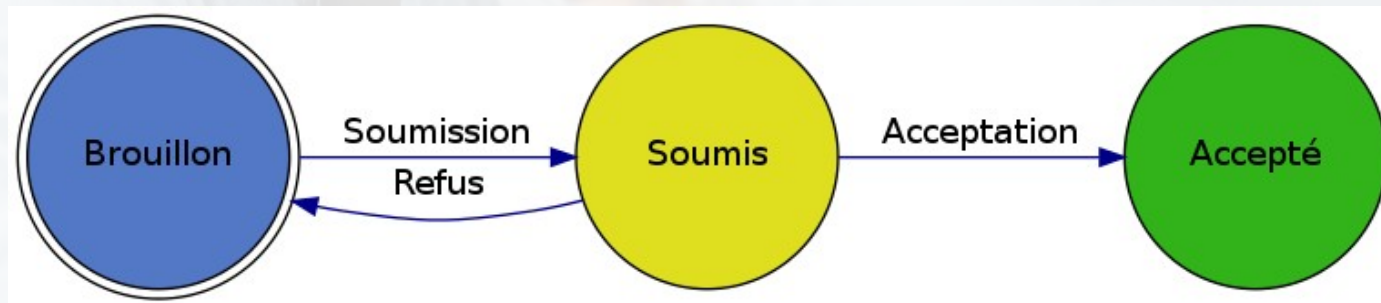 Brouillon
Soumission
Refus
Soumis
Acceptation
Accepté